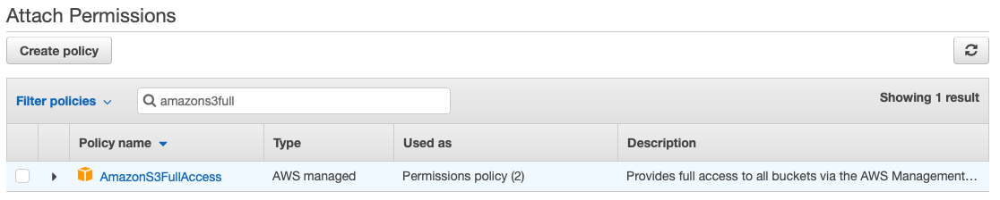 Attach Permissions
Create policy
Filter policies
amazons3full
Showing 1 result
Policy name Type Used as Description
AmazonS3FullAccess AWS managed Permissions policy (2) Provides full access to all buckets via the AWS Management…